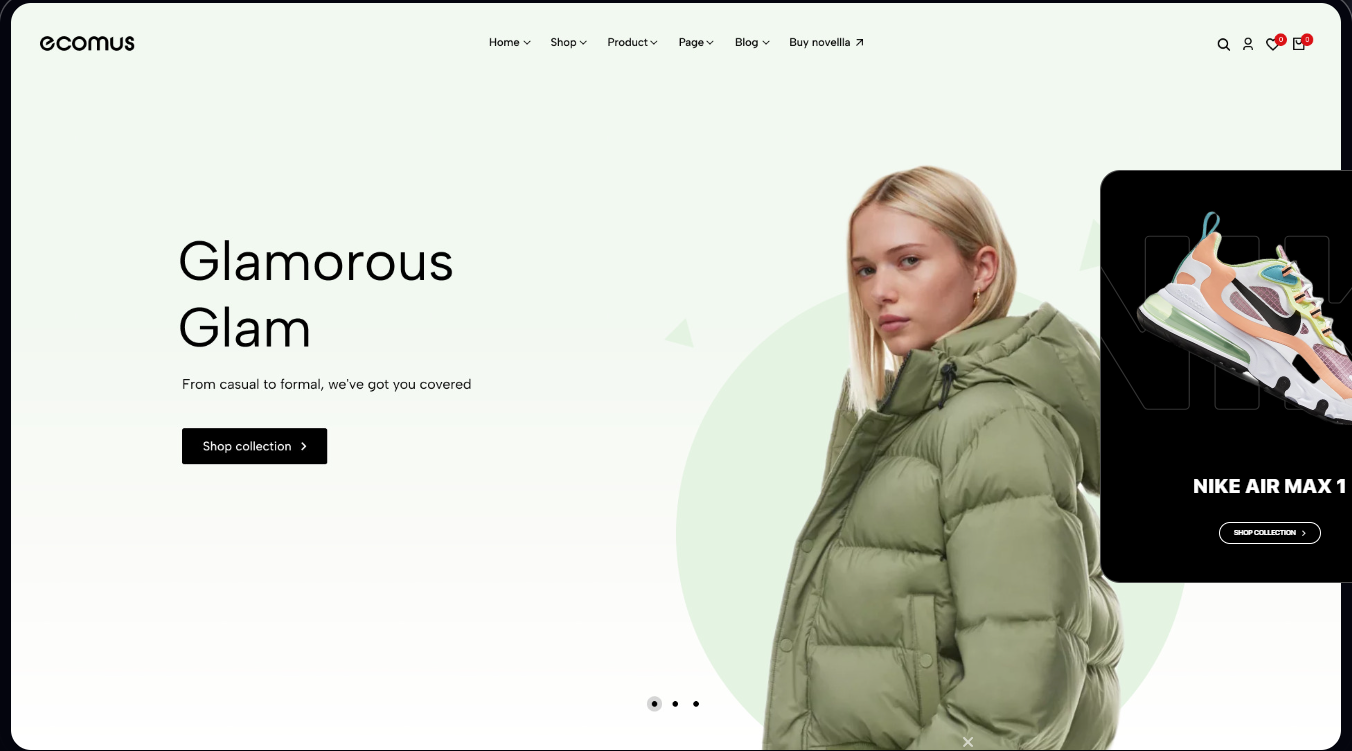 ecomus
Home
Shop
Product
Page
Blog
Buy novellla
0
0
Glamorous
Glam
From casual to formal, we've got you covered
Shop collection
NIKE AIR MAX 1
SHOP COLLECTION